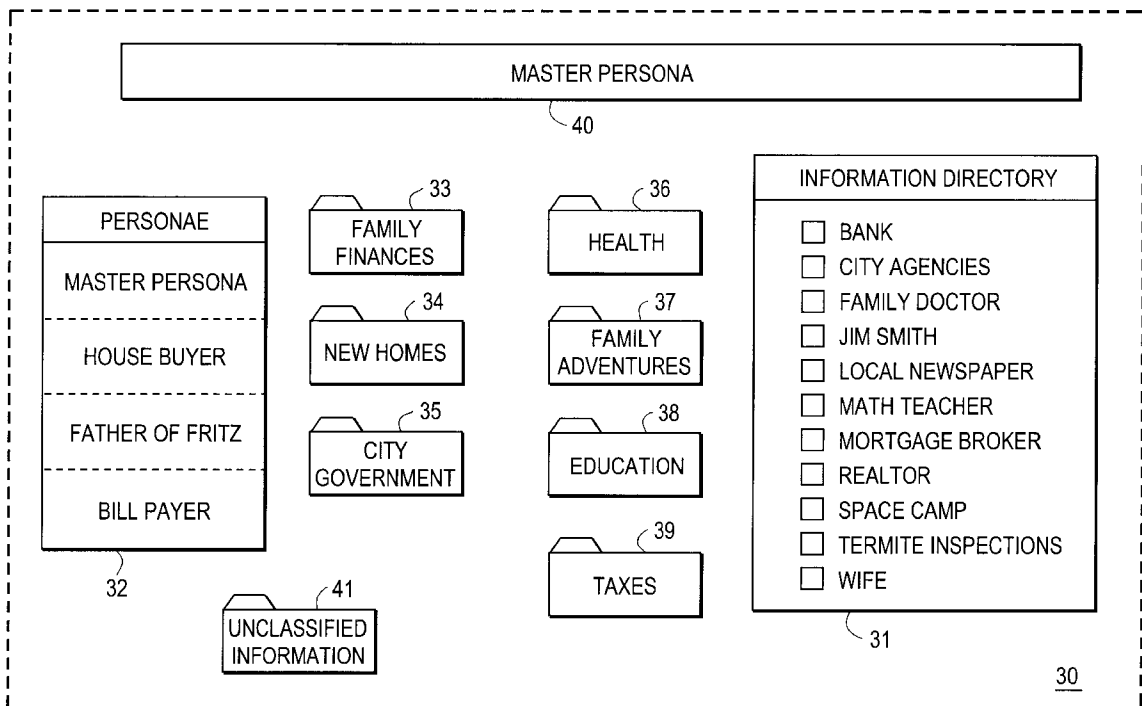 MASTER PERSONA
40
PERSONAE
MASTER PERSONA
HOUSE BUYER
FATHER OF FRITZ
BILL PAYER
32
33
FAMILY
FINANCES
34
NEW HOMES
35
CITY
GOVERNMENT
41
UNCLASSIFIED
INFORMATION
36
HEALTH
37
FAMILY
ADVENTURES
38
EDUCATION
39
TAXES
INFORMATION DIRECTORY
BANK
CITY AGENCIES
FAMILY DOCTOR
JIM SMITH
LOCAL NEWSPAPER
MATH TEACHER
MORTGAGE BROKER
REALTOR
SPACE CAMP
TERMITE INSPECTIONS
WIFE
31
30